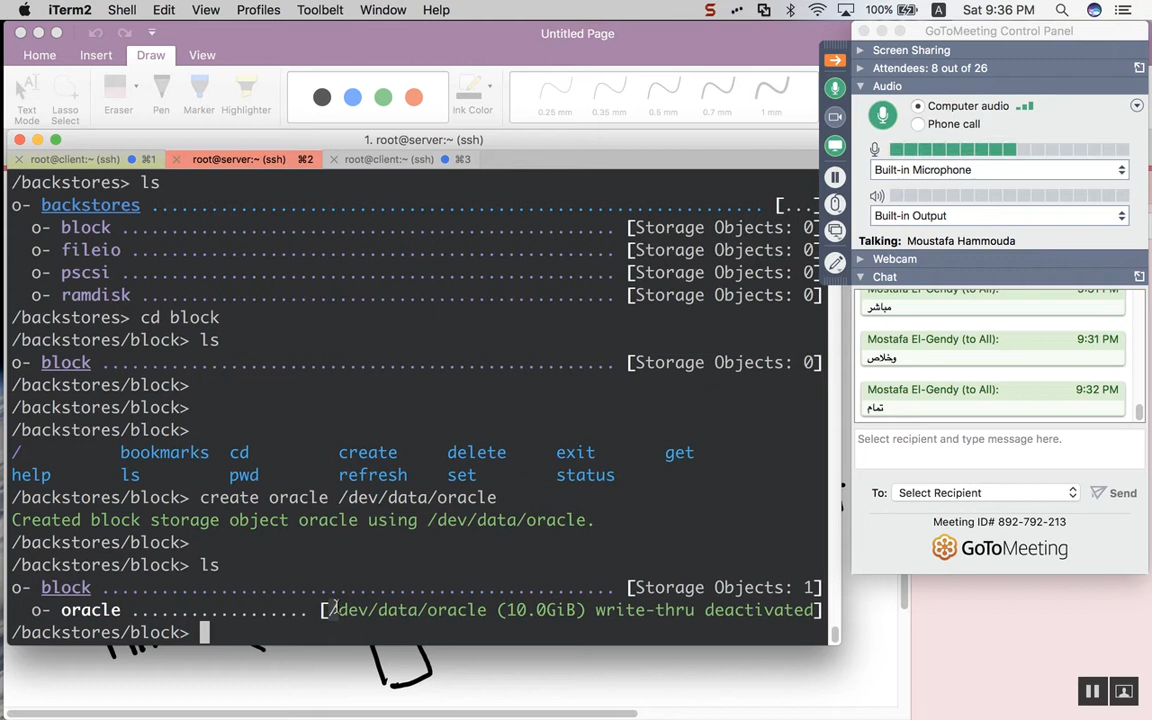 iTerm2 Shell Edit View Profiles Toolbelt Window Help 100% A Sat 9:36 PM
Untitled Page
Home Insert Draw View
Text Mode Lasso Select Eraser Pen Marker Highlighter Ink Color 0.25 mm 0.35 mm 0.5 mm 0.7 mm 1 mm
1. root@server:~ (ssh)
root@client:~ (ssh) ⌘1 root@server:~ (ssh) ⌘2 root@client:~ (ssh) ⌘3
/backstores> ls
o- backstores ................................................. [...]
o- block ........................................ [Storage Objects: 0]
o- fileio ....................................... [Storage Objects: 0]
o- pscsi ........................................ [Storage Objects: 0]
o- ramdisk ...................................... [Storage Objects: 0]
/backstores> cd block
/backstores/block> ls
o- block ........................................ [Storage Objects: 0]
/backstores/block>
/backstores/block>
/backstores/block>
/ bookmarks cd create delete exit get
help ls pwd refresh set status
/backstores/block> create oracle /dev/data/oracle
Created block storage object oracle using /dev/data/oracle.
/backstores/block>
/backstores/block> ls
o- block ........................................ [Storage Objects: 1]
o- oracle ................ [/dev/data/oracle (10.0GiB) write-thru deactivated]
/backstores/block>
GoToMeeting Control Panel
Screen Sharing
Attendees: 8 out of 26
Audio
Computer audio
Phone call
Built-in Microphone
Built-in Output
Talking: Moustafa Hammouda
Webcam
Chat
Mostafa El-Gendy (to All): 9:31 PM
مباشر
Mostafa El-Gendy (to All): 9:31 PM
وخلاص
Mostafa El-Gendy (to All): 9:32 PM
تمام
Select recipient and type message here.
To: Select Recipient Send
Meeting ID# 892-792-213
GoToMeeting